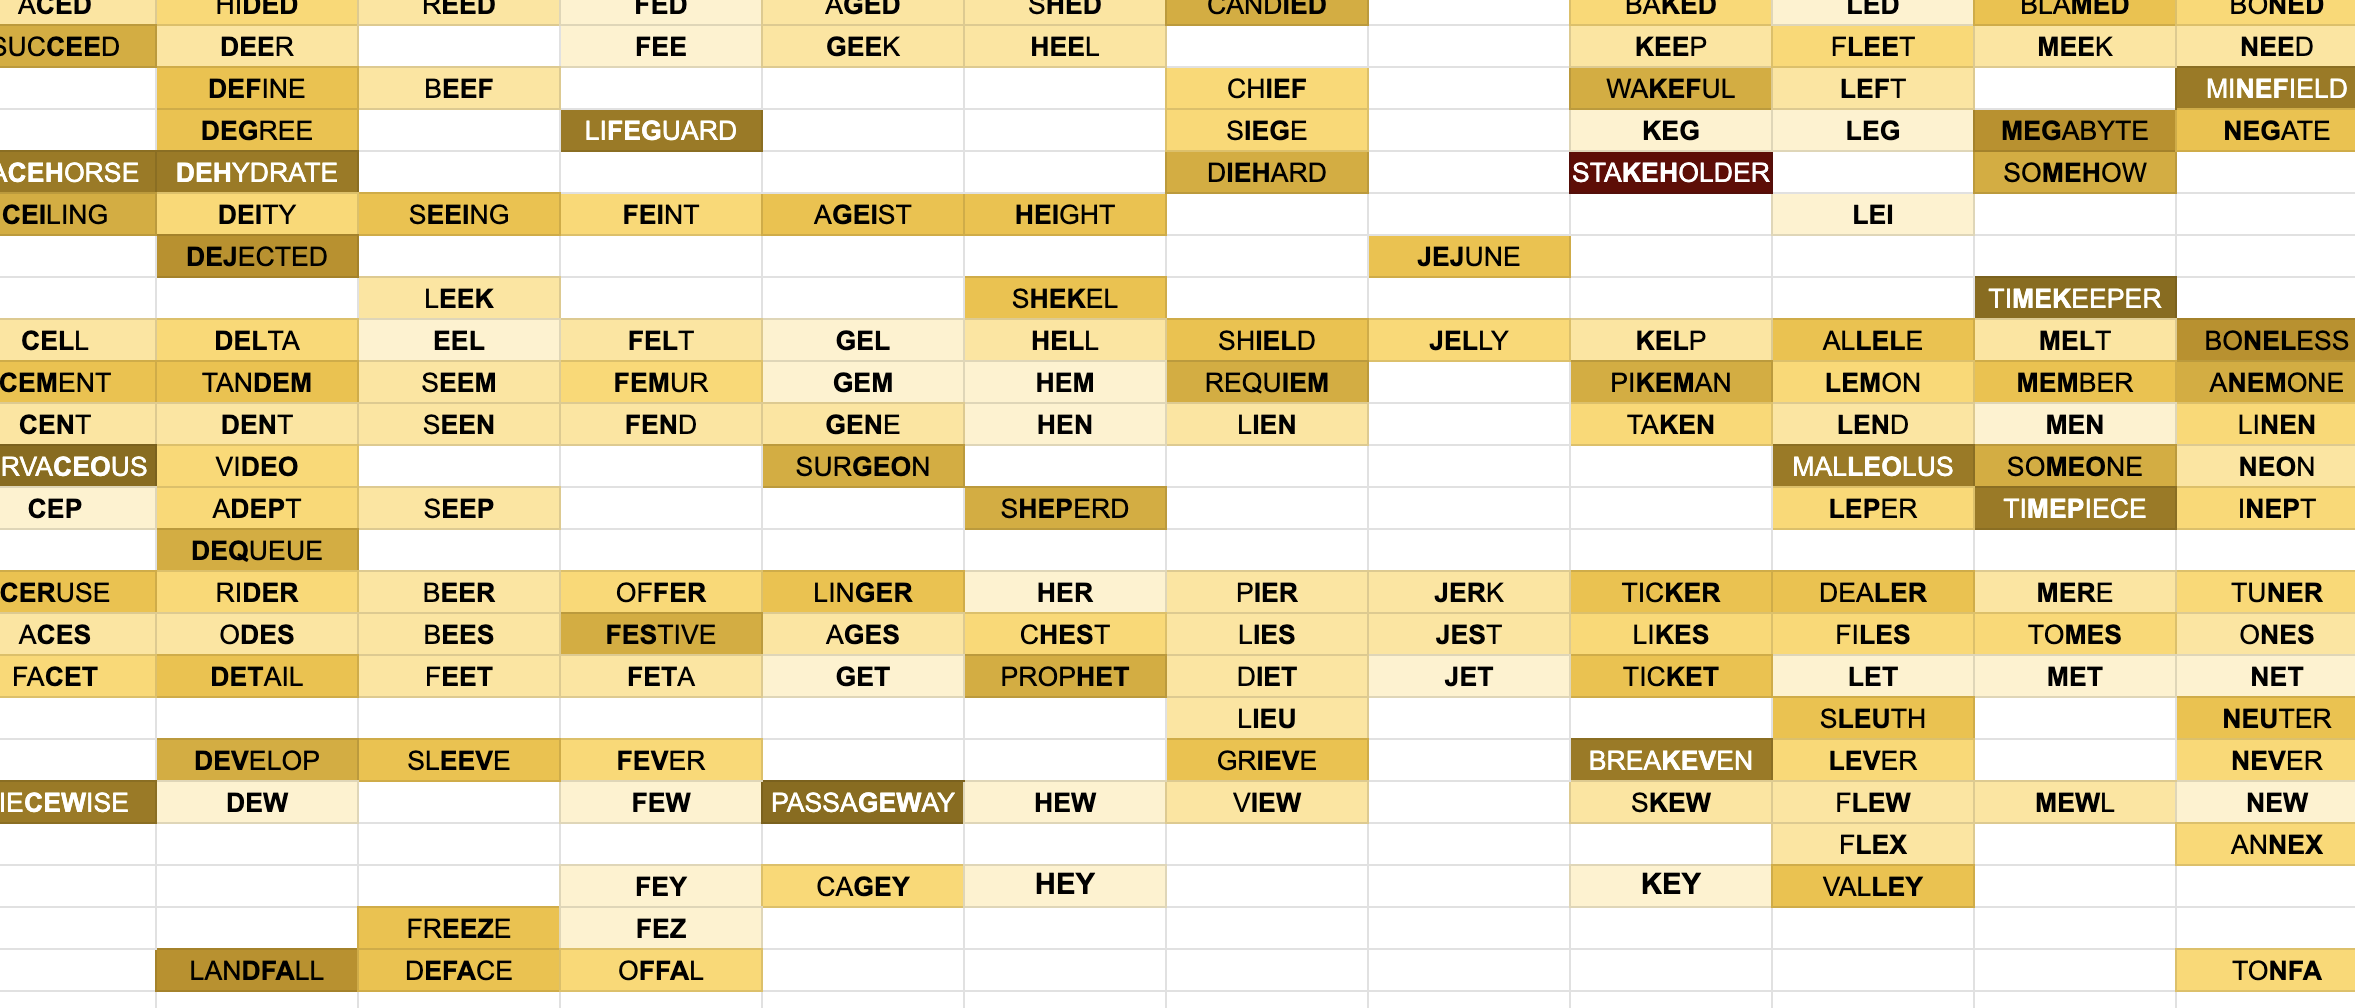 ACED HIDED REED FED AGED SHED CANDIED BAKED LED BLAMED BONED
SUCCEED DEER FEE GEEK HEEL KEEP FLEET MEEK NEED
DEFINE BEEF CHIEF WAKEFUL LEFT MINEFIELD
DEGREE LIFEGUARD SIEGE KEG LEG MEGABYTE NEGATE
ACEHORSE DEHYDRATE DIEHARD STAKEHOLDER SOMEHOW
CEILING DEITY SEEING FEINT AGEIST HEIGHT LEI
DEJECTED JEJUNE
LEEK SHEKEL TIMEKEEPER
CELL DELTA EEL FELT GEL HELL SHIELD JELLY KELP ALLELE MELT BONELESS
CEMENT TANDEM SEEM FEMUR GEM HEM REQUIEM PIKEMAN LEMON MEMBER ANEMONE
CENT DENT SEEN FEND GENE HEN LIEN TAKEN LEND MEN LINEN
RVACEOUS VIDEO SURGEON MALLEOLUS SOMEONE NEON
CEP ADEPT SEEP SHEPERD LEPER TIMEPIECE INEPT
DEQUEUE
CERUSE RIDER BEER OFFER LINGER HER PIER JERK TICKER DEALER MERE TUNER
ACES ODES BEES FESTIVE AGES CHEST LIES JEST LIKES FILES TOMES ONES
FACET DETAIL FEET FETA GET PROPHET DIET JET TICKET LET MET NET
LIEU SLEUTH NEUTER
DEVELOP SLEEVE FEVER GRIEVE BREAKEVEN LEVER NEVER
IECEWISE DEW FEW PASSAGEWAY HEW VIEW SKEW FLEW MEWL NEW
FLEX ANNEX
FEY CAGEY HEY KEY VALLEY
FREEZE FEZ
LANDFALL DEFACE OFFAL TONFA